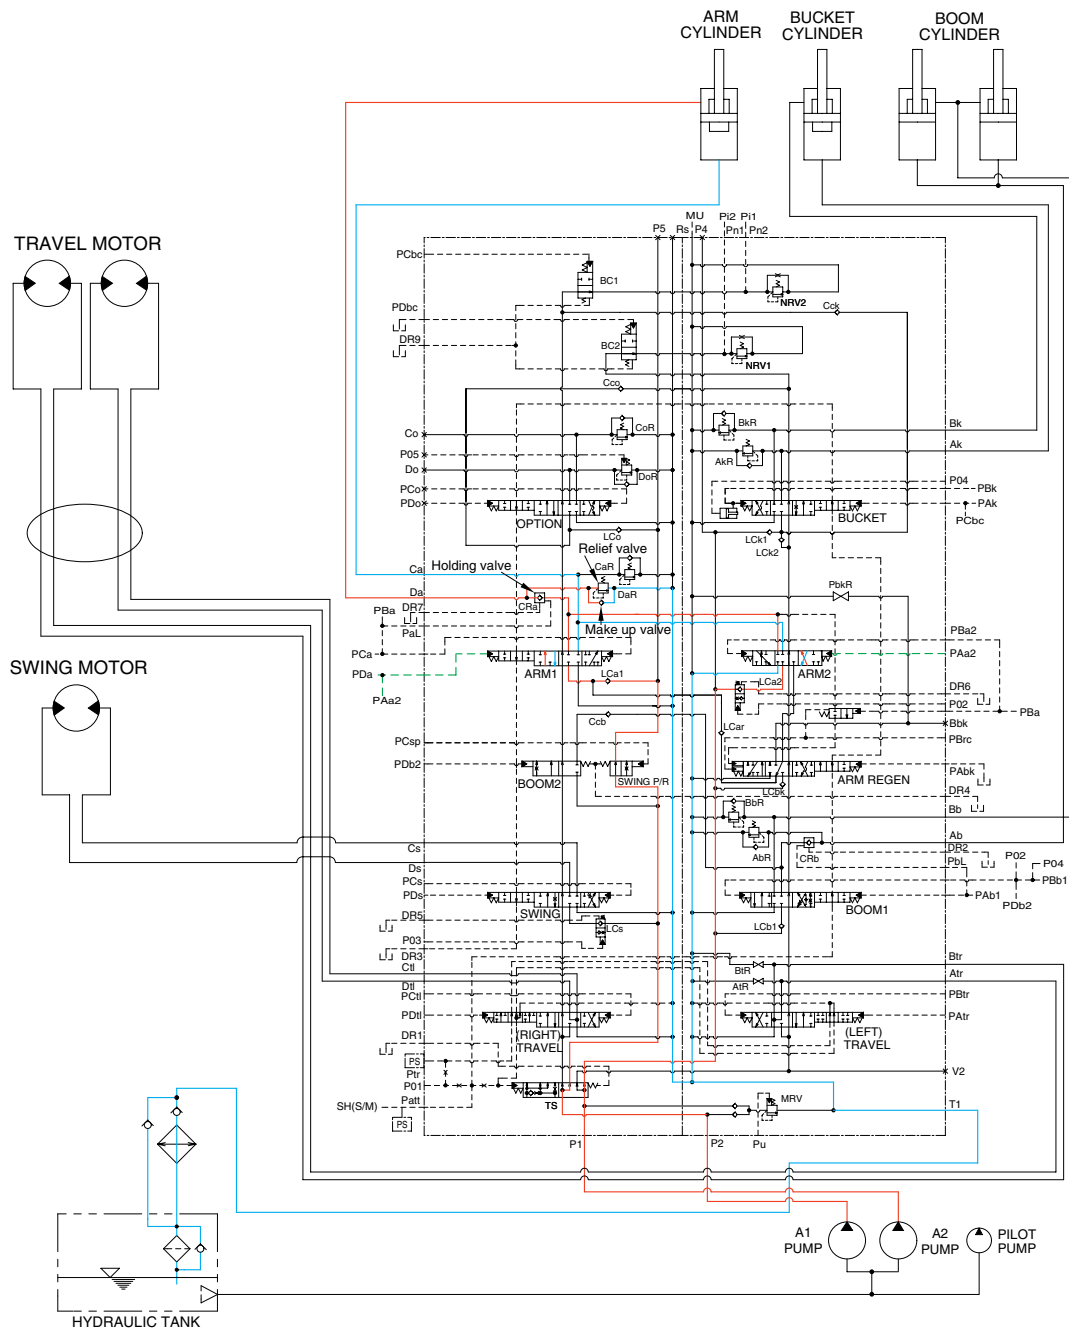 ARM
CYLINDER
BUCKET
CYLINDER
BOOM
CYLINDER
TRAVEL MOTOR
SWING MOTOR
P5
Rs
MU
P4
Pi2
Pn1
Pi1
Pn2
PCbc
BC1
NRV2
Cck
PDbc
DR9
BC2
NRV1
Cco
Co
CoR
BkR
Bk
P05
Do
DoR
AkR
Ak
PCo
PDo
OPTION
BUCKET
P04
PBk
PAk
PCbc
LCo
LCk1
LCk2
Relief valve
Holding valve
Ca
CaR
Da
DaR
CRa
Make up valve
PbkR
DR7
PBa
PaL
PCa
PDa
PAa2
ARM1
ARM2
PBa2
PAa2
LCa1
LCa2
DR6
P02
PBa
Ccb
LCar
Bbk
PBrc
PCsp
PDb2
BOOM2
SWING P/R
ARM REGEN
PAbk
LCbk
DR4
BbR
Bb
AbR
CRb
Ab
DR2
PbL
P02
P04
PBb1
PAb1
PDb2
Cs
Ds
PCs
PDs
SWING
BOOM1
DR5
LCs
LCb1
P03
DR3
Ctl
BtR
Btr
Dtl
AtR
Atr
PCtl
PBtr
PDtl
(RIGHT)
TRAVEL
(LEFT)
TRAVEL
PAtr
DR1
PS
Ptr
P01
TS
V2
Patt
SH(S/M)
PS
MRV
T1
P1
P2
Pu
A1
PUMP
A2
PUMP
PILOT
PUMP
HYDRAULIC TANK